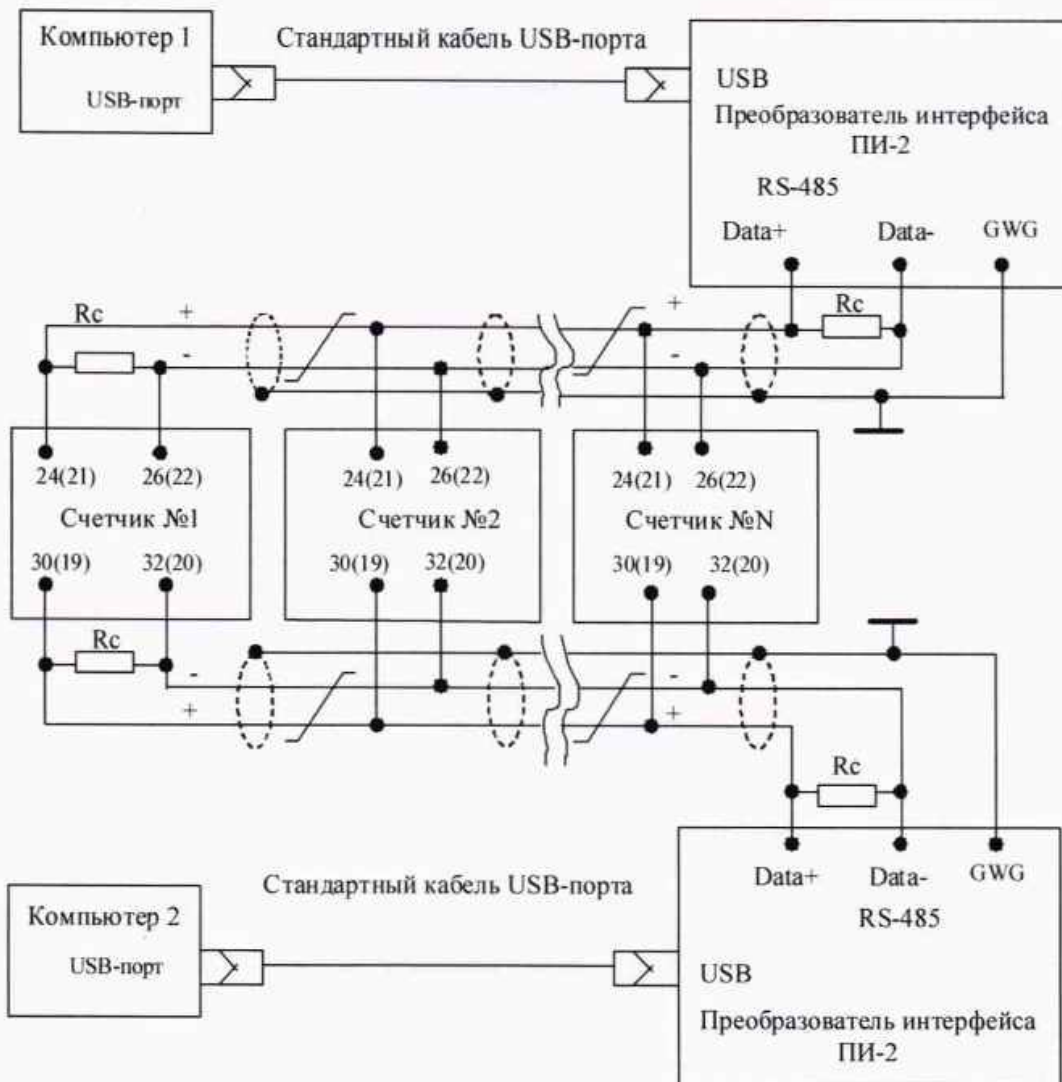 Компьютер 1
USB-порт
Стандартный кабель USB-порта
USB
Преобразователь интерфейса
ПИ-2
RS-485
Data+ Data- GWG
Rc + + Rc
- -
24(21) 26(22) 24(21) 26(22) 24(21) 26(22)
Счетчик №1 Счетчик №2 Счетчик №N
30(19) 32(20) 30(19) 32(20) 30(19) 32(20)
Rc
- -
+ +
Rc
Data+ Data- GWG
RS-485
Стандартный кабель USB-порта
Компьютер 2
USB-порт
USB
Преобразователь интерфейса
ПИ-2